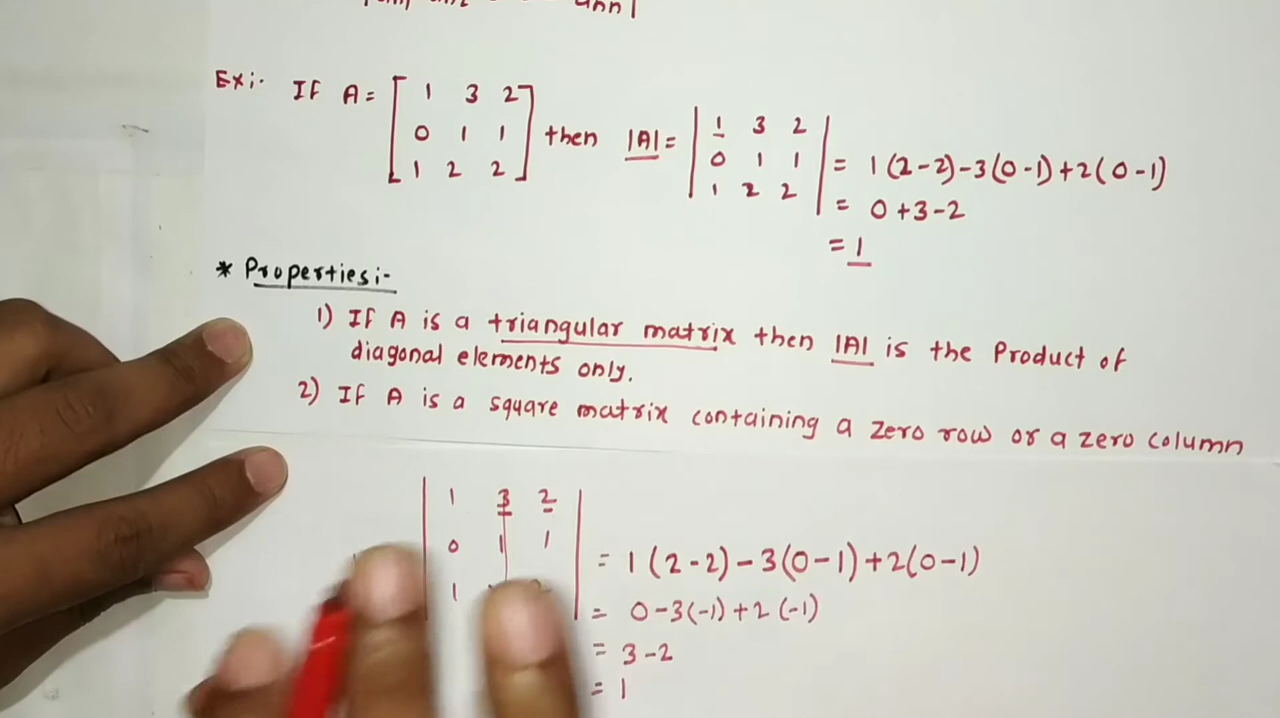 Ex:- If A = [ 1 3 2 ] then |A| = | 1 3 2 | = 1(2-2)-3(0-1)+2(0-1)
[ 0 1 1 ] | 0 1 1 | = 0+3-2
[ 1 2 2 ] | 1 2 2 | = 1
* Properties:-
1) If A is a triangular matrix then |A| is the Product of
diagonal elements only.
2) If A is a square matrix containing a zero row or a zero column
| 1 3 2 |
| 0 1 1 | = 1(2-2)-3(0-1)+2(0-1)
| 1 = 0-3(-1)+2(-1)
= 3-2
= 1